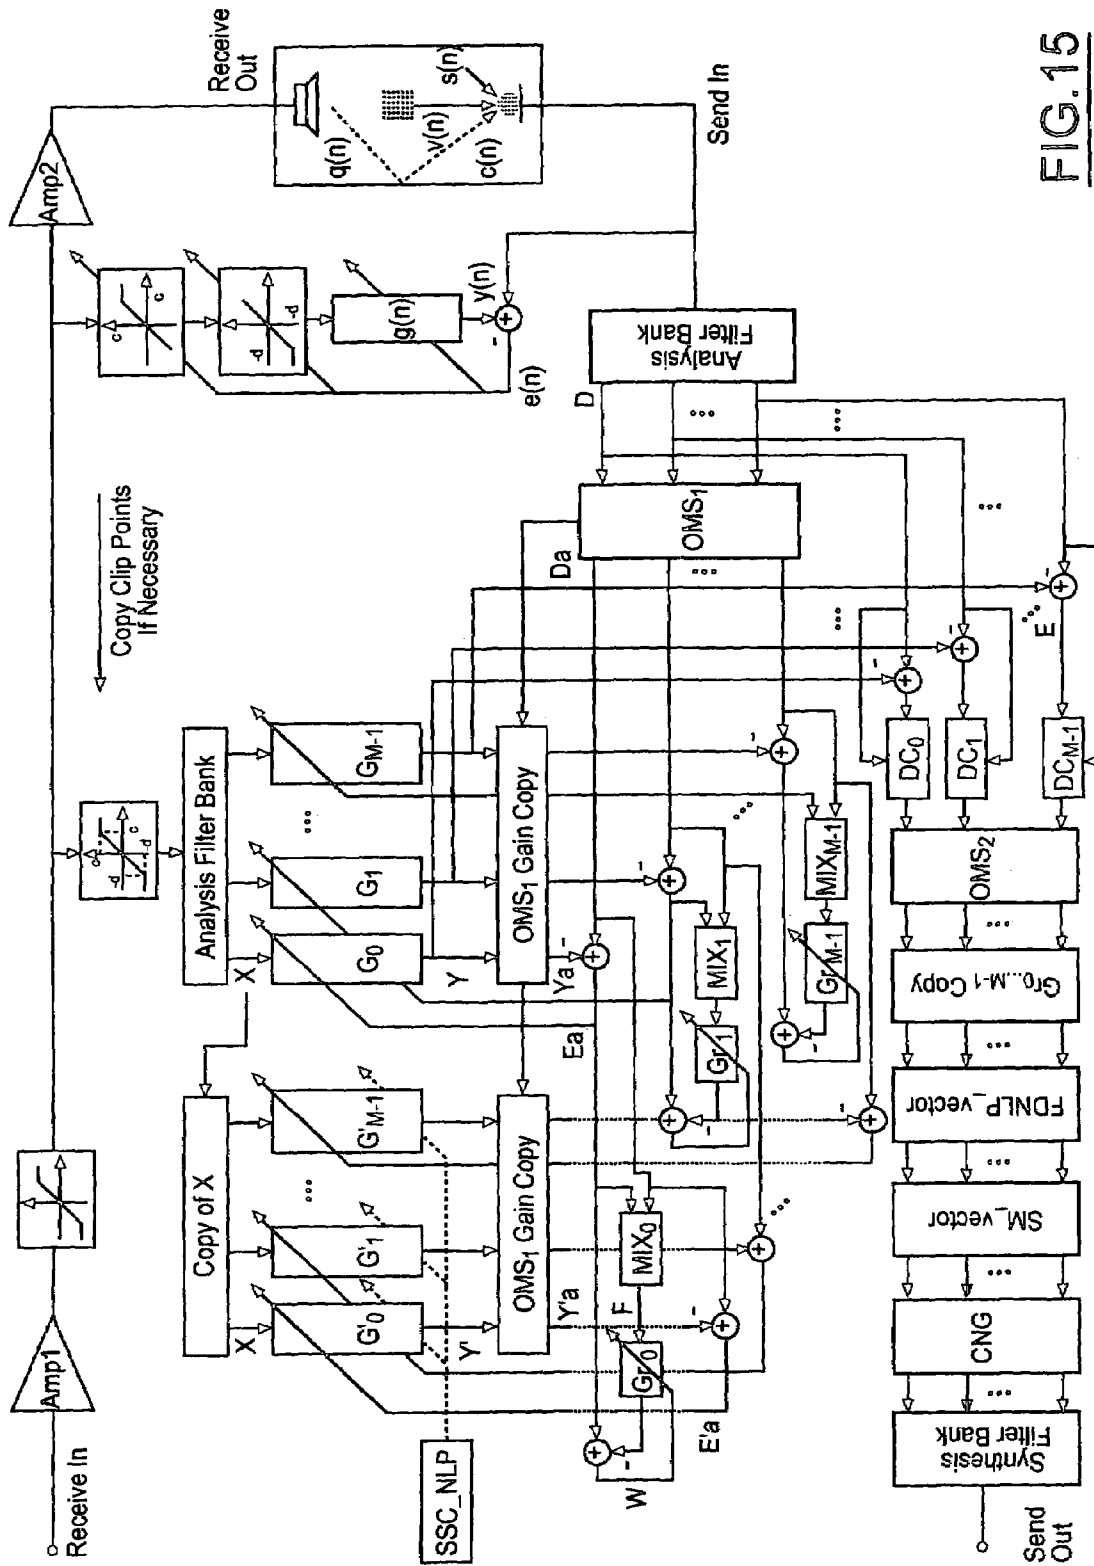 Receive In
Amp1
Amp2
Receive
Out
q(n)
v(n)
s(n)
c(n)
Send In
Copy Clip Points
If Necessary
c
c
-d
-d
c
c
-d
-d
g(n)
y(n)
e(n)
-
+
Copy of X
X
Analysis Filter Bank
X
G'0
G'1
...
G'M-1
G0
G1
...
GM-1
SSC_NLP
Y'
Y
OMS1 Gain Copy
OMS1 Gain Copy
Y'a
Ya
Ea
E'a
Da
OMS1
D
Analysis
Filter Bank
W
F
MIX0
Gr0
MIX1
Gr1
MIXM-1
GrM-1
E
DC0
DC1
DCM-1
Send
Out
Synthesis
Filter Bank
CNG
SM_vector
FDNLP_vector
Gr0...M-1 Copy
OMS2
FIG.15